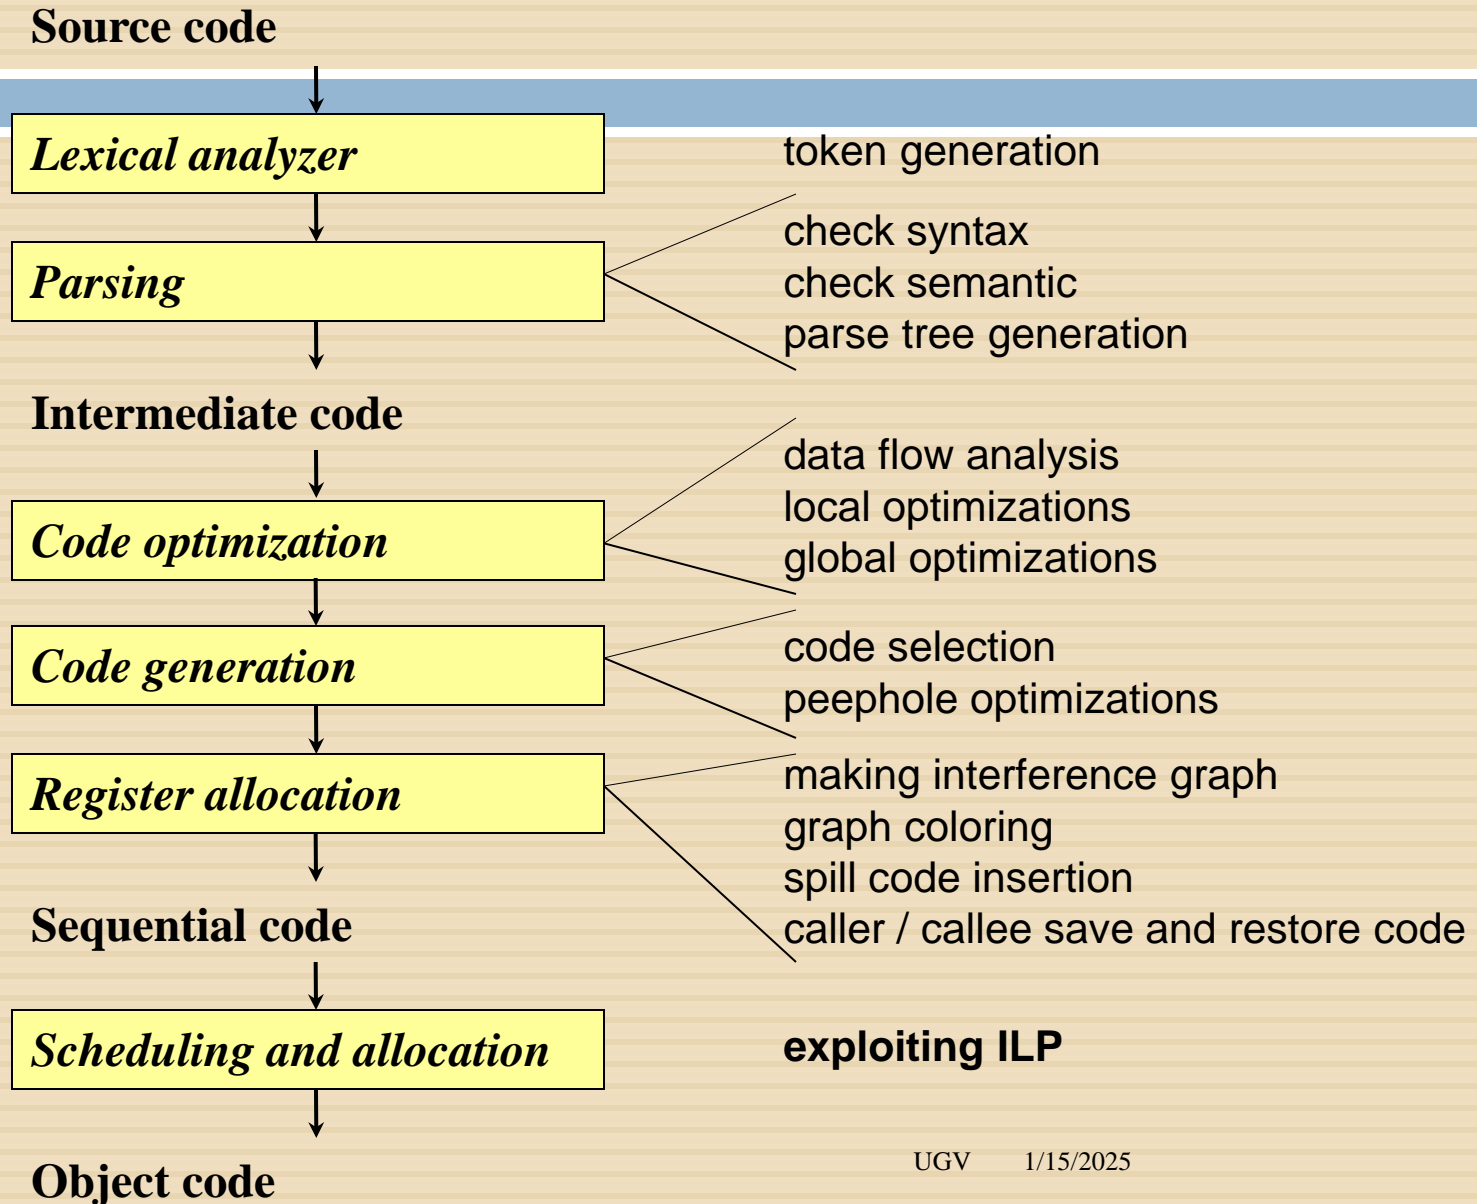 Source code
Lexical analyzer
token generation
Parsing
check syntax
check semantic
parse tree generation
Intermediate code
Code optimization
data flow analysis
local optimizations
global optimizations
Code generation
code selection
peephole optimizations
Register allocation
making interference graph
graph coloring
spill code insertion
caller / callee save and restore code
Sequential code
Scheduling and allocation
exploiting ILP
Object code
UGV 1/15/2025